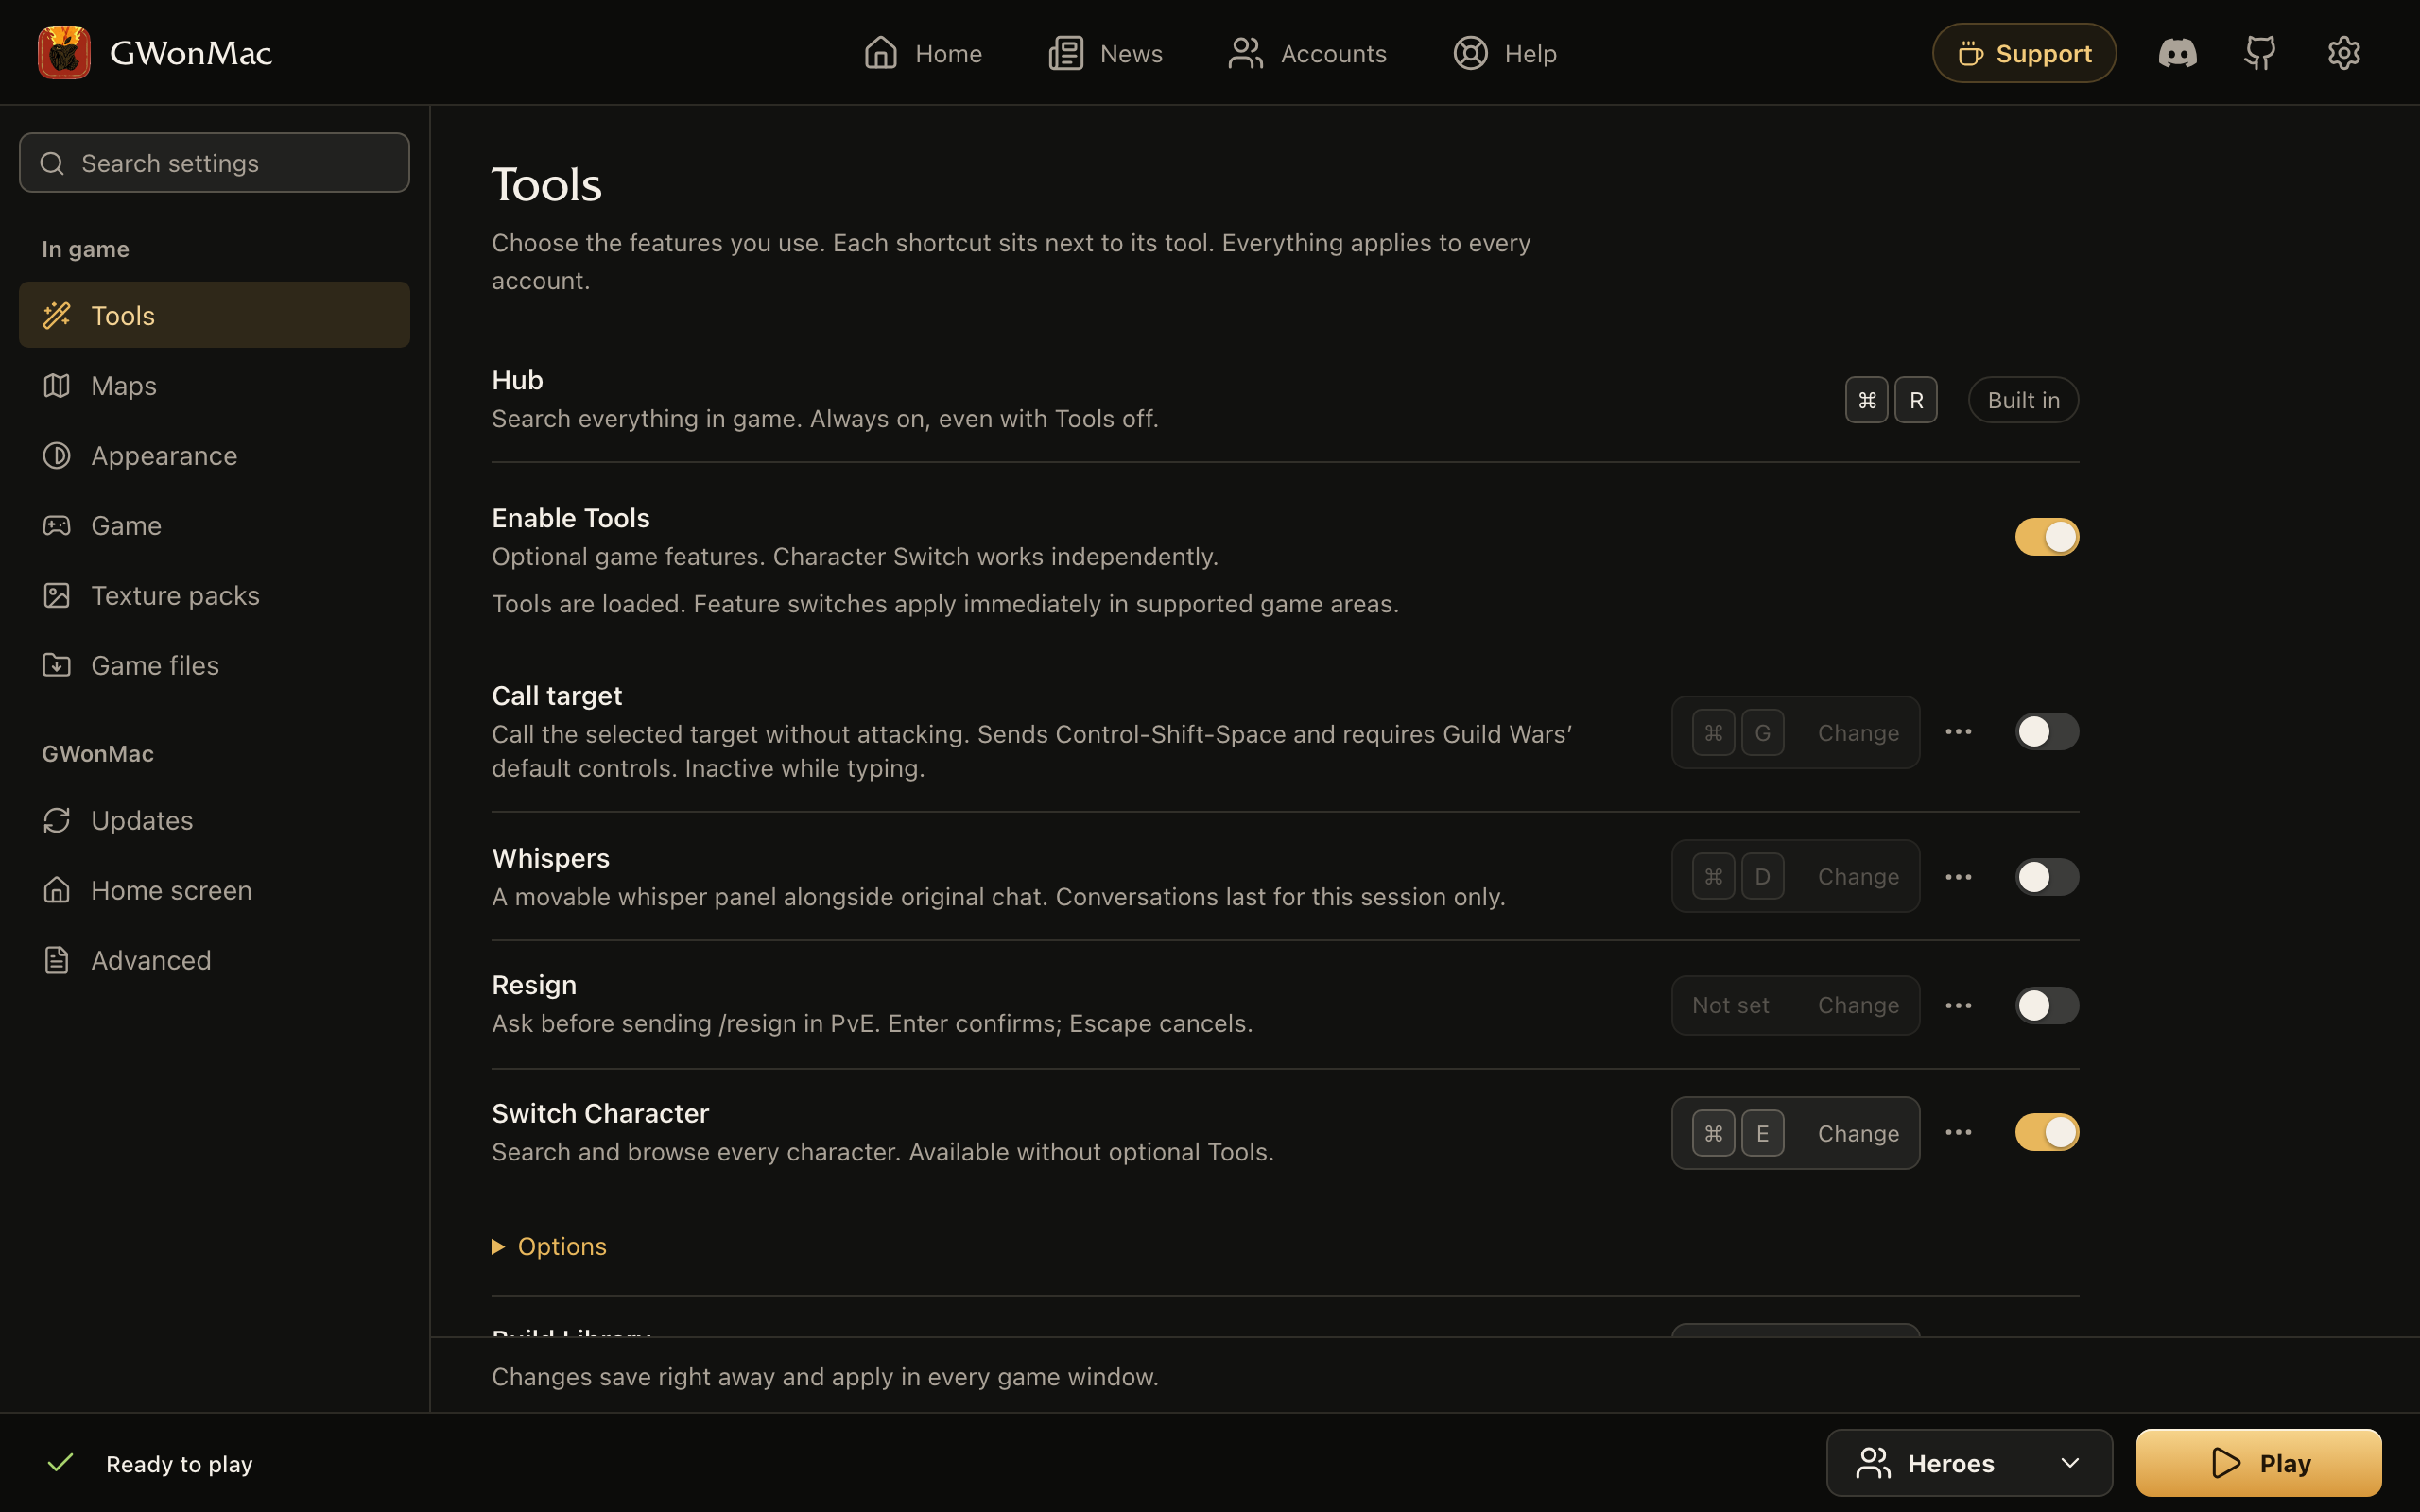 GWonMac
Home
News
Accounts
Help
Support
Search settings
In game
Tools
Maps
Appearance
Game
Texture packs
Game files
GWonMac
Updates
Home screen
Advanced
Tools
Choose the features you use. Each shortcut sits next to its tool. Everything applies to every
account.
Hub
Search everything in game. Always on, even with Tools off.
⌘ R
Built in
Enable Tools
Optional game features. Character Switch works independently.
Tools are loaded. Feature switches apply immediately in supported game areas.
Call target
Call the selected target without attacking. Sends Control-Shift-Space and requires Guild Wars’
default controls. Inactive while typing.
⌘ G Change
Whispers
A movable whisper panel alongside original chat. Conversations last for this session only.
⌘ D Change
Resign
Ask before sending /resign in PvE. Enter confirms; Escape cancels.
Not set Change
Switch Character
Search and browse every character. Available without optional Tools.
⌘ E Change
Options
Changes save right away and apply in every game window.
Ready to play
Heroes
Play